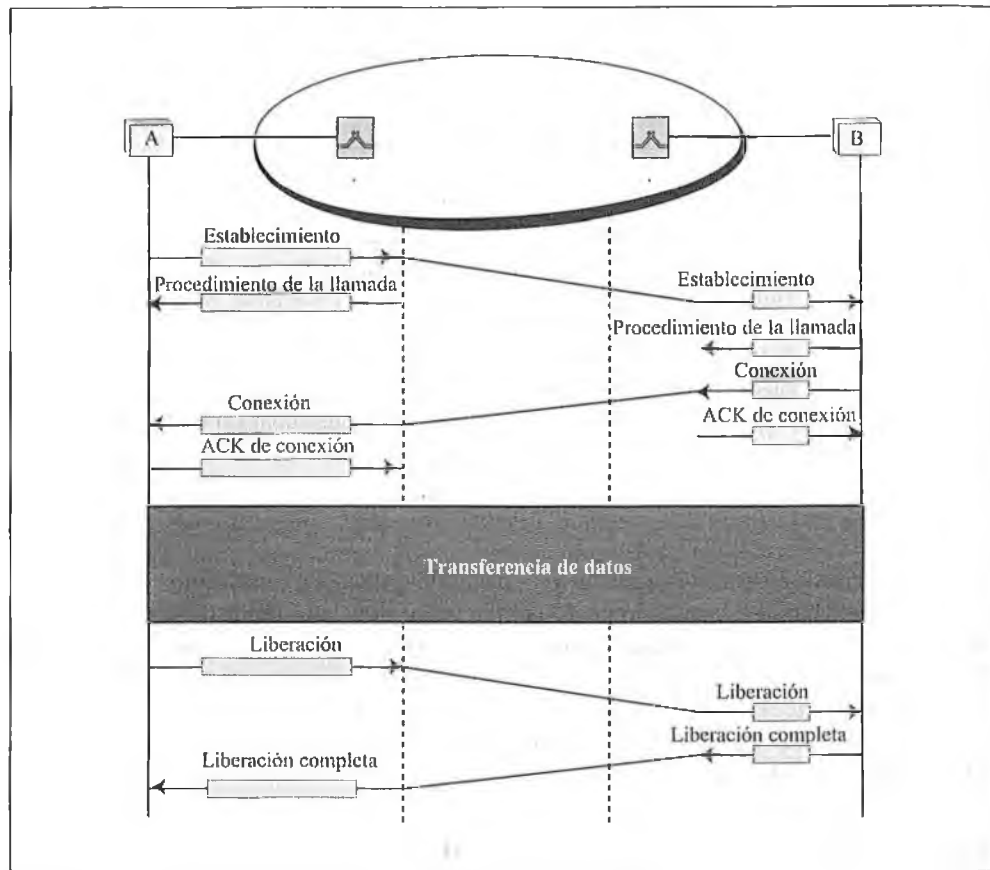 A
B
Establecimiento
Procedimiento de la llamada
Establecimiento
Procedimiento de la llamada
Conexión
Conexión
ACK de conexión
ACK de conexión
Transferencia de datos
Liberación
Liberación
Liberación completa
Liberación completa